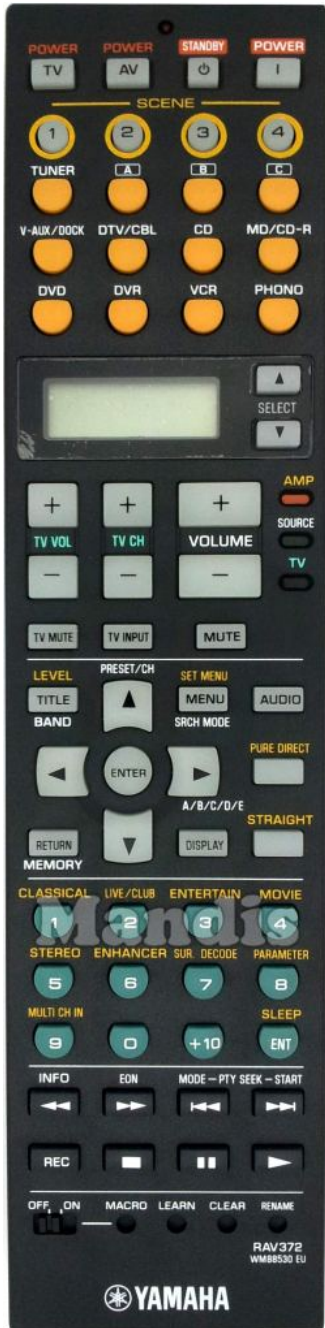 POWER POWER STANDBY POWER
TV AV I
SCENE
1 2 3 4
TUNER A B C
V-AUX/DOCK DTV/CBL CD MD/CD-R
DVD DVR VCR PHONO
SELECT
AMP
+ + +
SOURCE
TV VOL TV CH VOLUME
TV
− − −
TV MUTE TV INPUT MUTE
LEVEL PRESET/CH SET MENU
TITLE MENU AUDIO
BAND SRCH MODE
PURE DIRECT
ENTER
A/B/C/D/E
STRAIGHT
RETURN DISPLAY
MEMORY
CLASSICAL LIVE/CLUB ENTERTAIN MOVIE
1 2 3 4
Mandis
STEREO ENHANCER SUR. DECODE PARAMETER
5 6 7 8
MULTI CH IN SLEEP
9 0 +10 ENT
INFO EON MODE – PTY SEEK – START
REC
OFF ON MACRO LEARN CLEAR RENAME
RAV372
WM88530 EU
YAMAHA